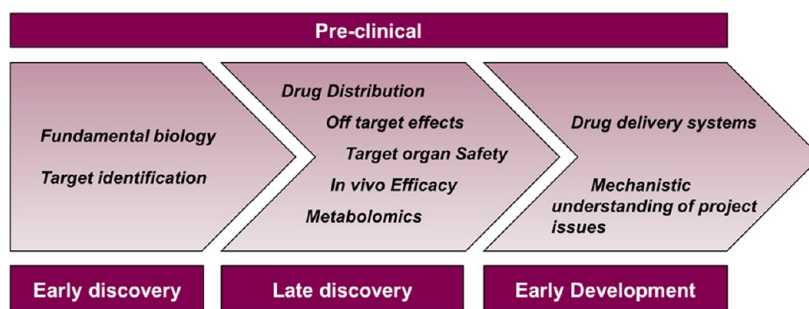 Pre-clinical
Fundamental biology
Target identification
Drug Distribution
Off target effects
Target organ Safety
In vivo Efficacy
Metabolomics
Drug delivery systems
Mechanistic
understanding of project
issues
Early discovery
Late discovery
Early Development